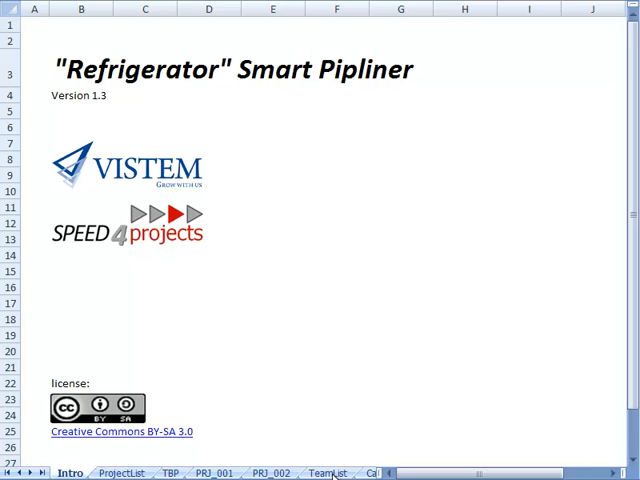 A B C D E F G H I J
1
2
3 "Refrigerator" Smart Pipliner
4 Version 1.3
5
6
7
8 VISTEM
9 GROW WITH US
10
11
12
13 SPEED4projects
14
15
16
17
18
19
20
21
22 license:
23 cc
24 BY SA
25 Creative Commons BY-SA 3.0
26
27
Intro ProjectList TBP PRJ_001 PRJ_002 TeamList Ca